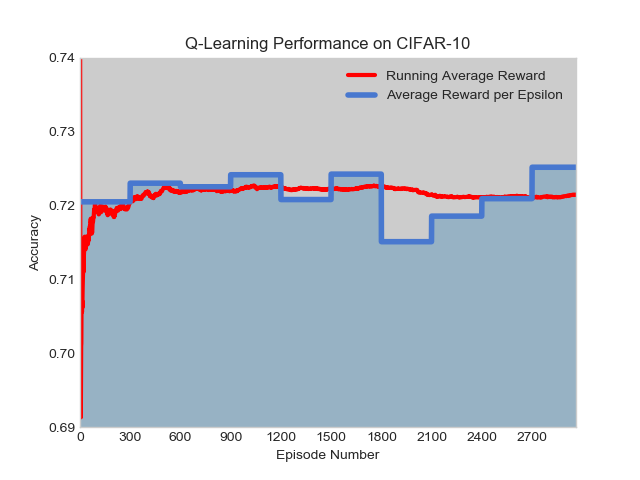 Q-Learning Performance on CIFAR-10
Running Average Reward
Average Reward per Epsilon
0.74
0.73
0.72
0.71
0.70
0.69
Accuracy
0 300 600 900 1200 1500 1800 2100 2400 2700
Episode Number